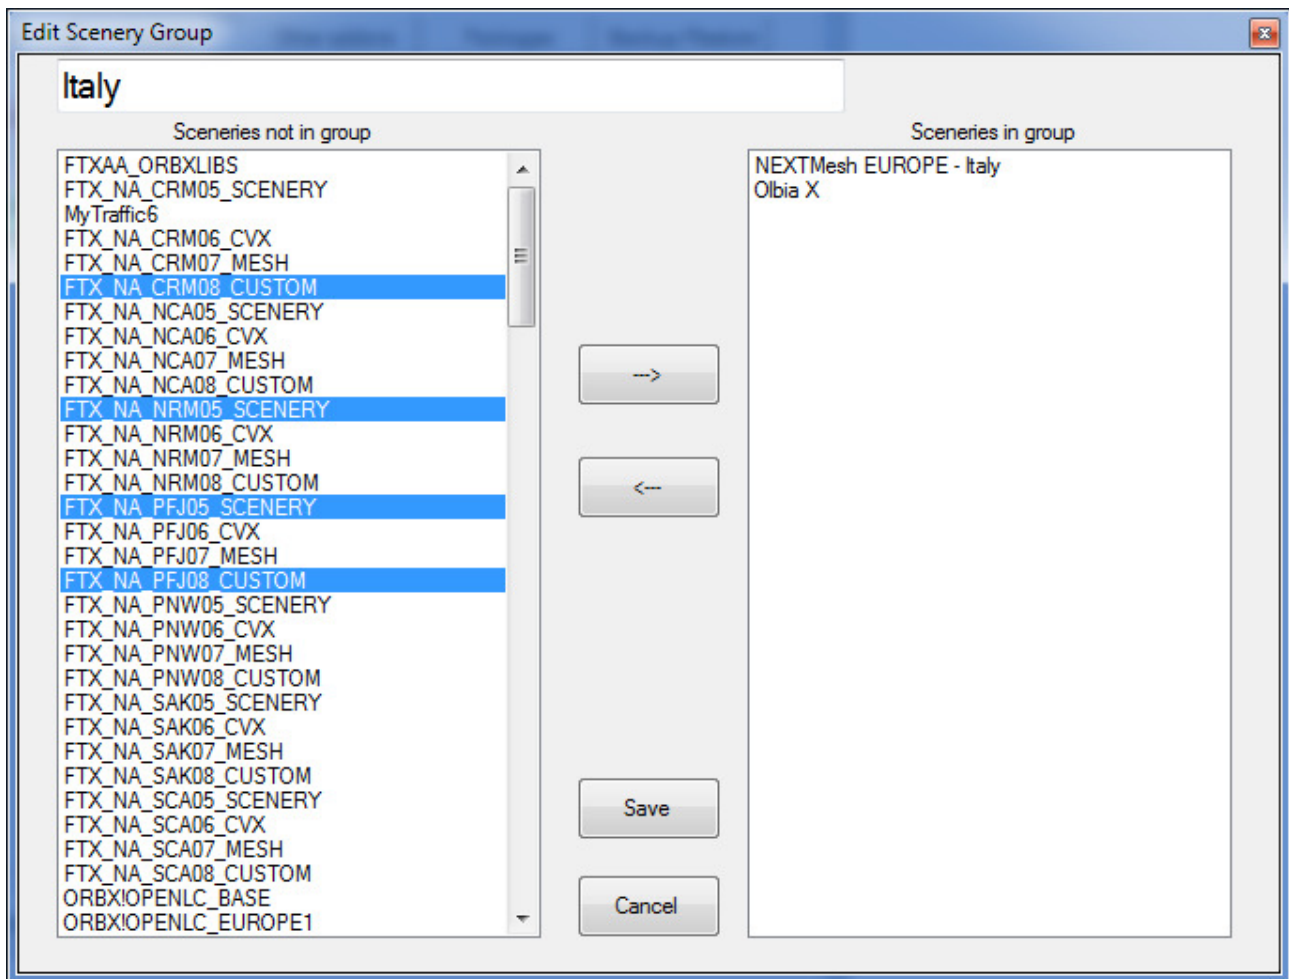 Edit Scenery Group
Italy
Sceneries not in group
Sceneries in group
FTXAA_ORBXLIBS
FTX_NA_CRM05_SCENERY
MyTraffic6
FTX_NA_CRM06_CVX
FTX_NA_CRM07_MESH
FTX_NA_CRM08_CUSTOM
FTX_NA_NCA05_SCENERY
FTX_NA_NCA06_CVX
FTX_NA_NCA07_MESH
FTX_NA_NCA08_CUSTOM
FTX_NA_NRM05_SCENERY
FTX_NA_NRM06_CVX
FTX_NA_NRM07_MESH
FTX_NA_NRM08_CUSTOM
FTX_NA_PFJ05_SCENERY
FTX_NA_PFJ06_CVX
FTX_NA_PFJ07_MESH
FTX_NA_PFJ08_CUSTOM
FTX_NA_PNW05_SCENERY
FTX_NA_PNW06_CVX
FTX_NA_PNW07_MESH
FTX_NA_PNW08_CUSTOM
FTX_NA_SAK05_SCENERY
FTX_NA_SAK06_CVX
FTX_NA_SAK07_MESH
FTX_NA_SAK08_CUSTOM
FTX_NA_SCA05_SCENERY
FTX_NA_SCA06_CVX
FTX_NA_SCA07_MESH
FTX_NA_SCA08_CUSTOM
ORBX!OPENLC_BASE
ORBX!OPENLC_EUROPE1
--->
<---
Save
Cancel
NEXTMesh EUROPE - Italy
Olbia X